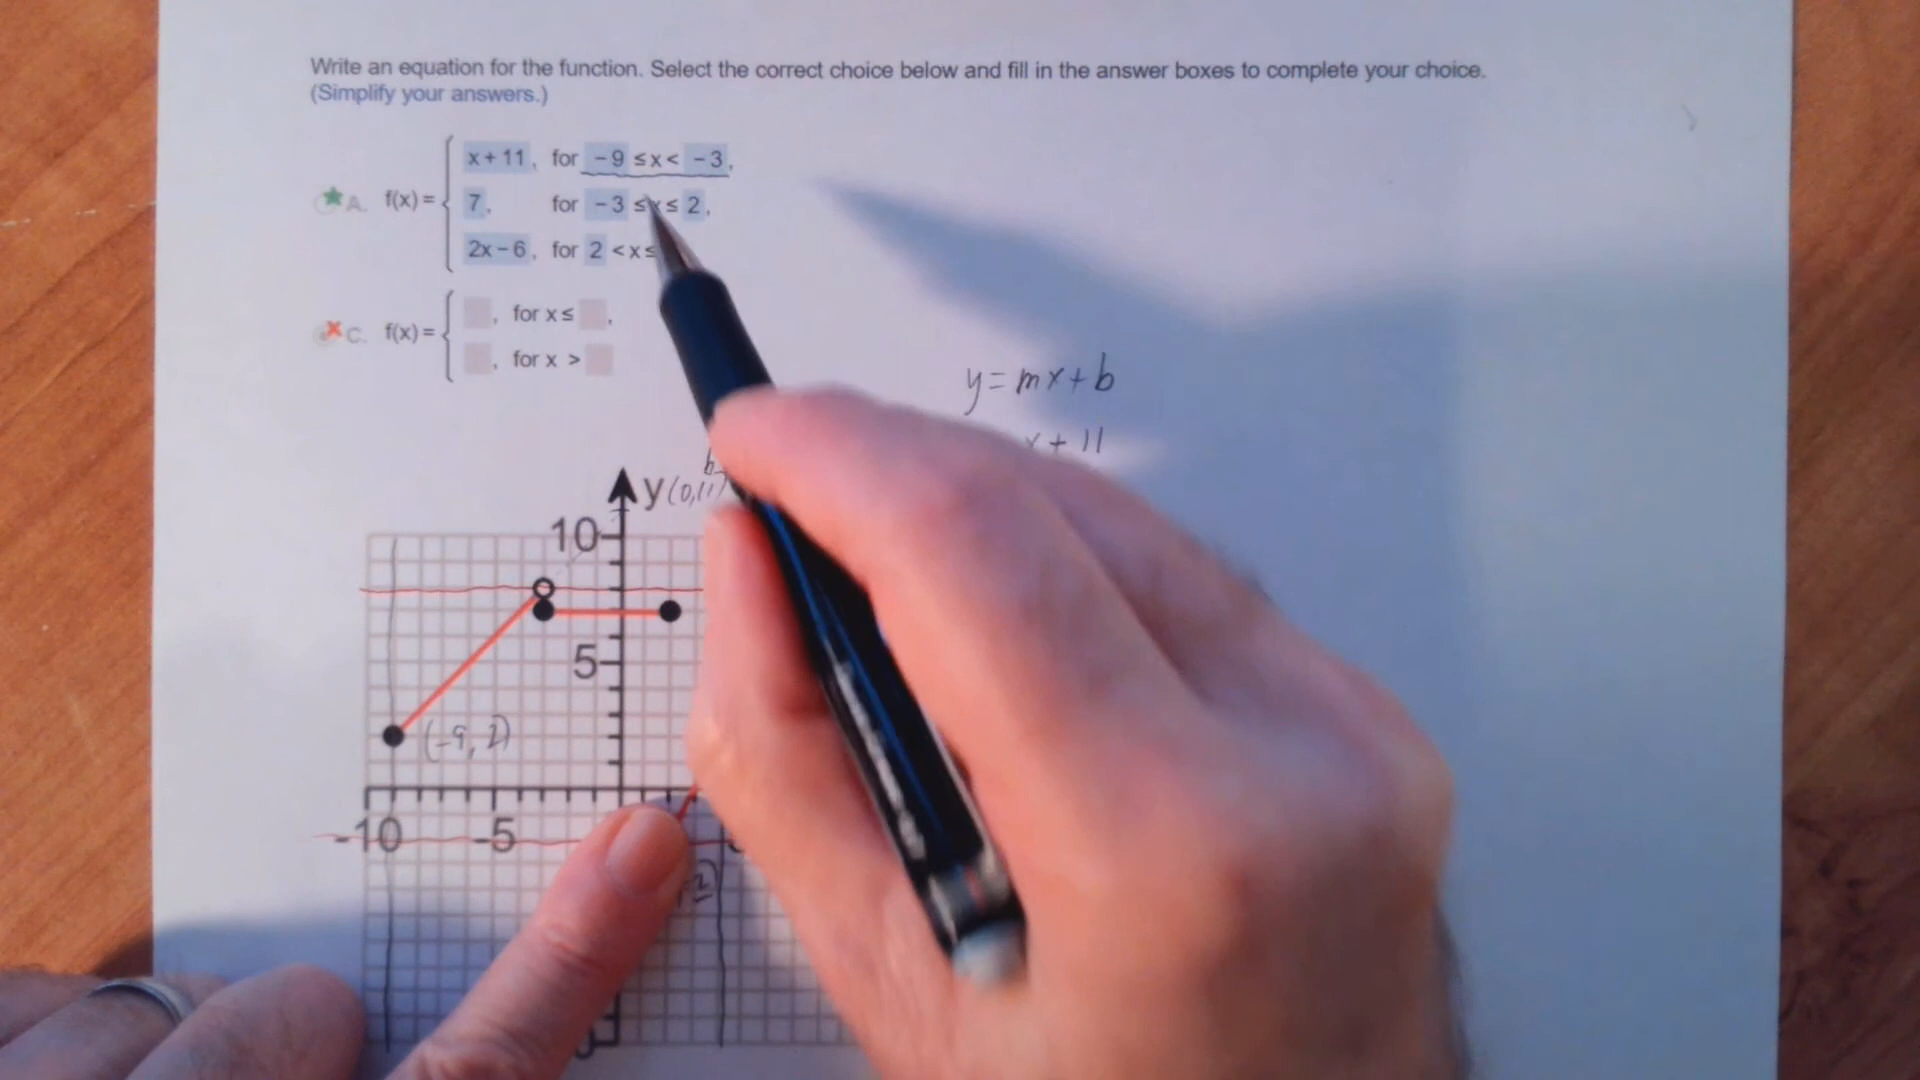 Write an equation for the function. Select the correct choice below and fill in the answer boxes to complete your choice.
(Simplify your answers.)
A. f(x) =
x + 11, for −9 ≤ x < −3,
7, for −3 ≤ x ≤ 2,
2x − 6, for 2 < x ≤
C. f(x) =
, for x ≤ ,
, for x >
y = mx + b
x + 11
b
y (0,11)
10
5
(-9, 2)
-10 -5